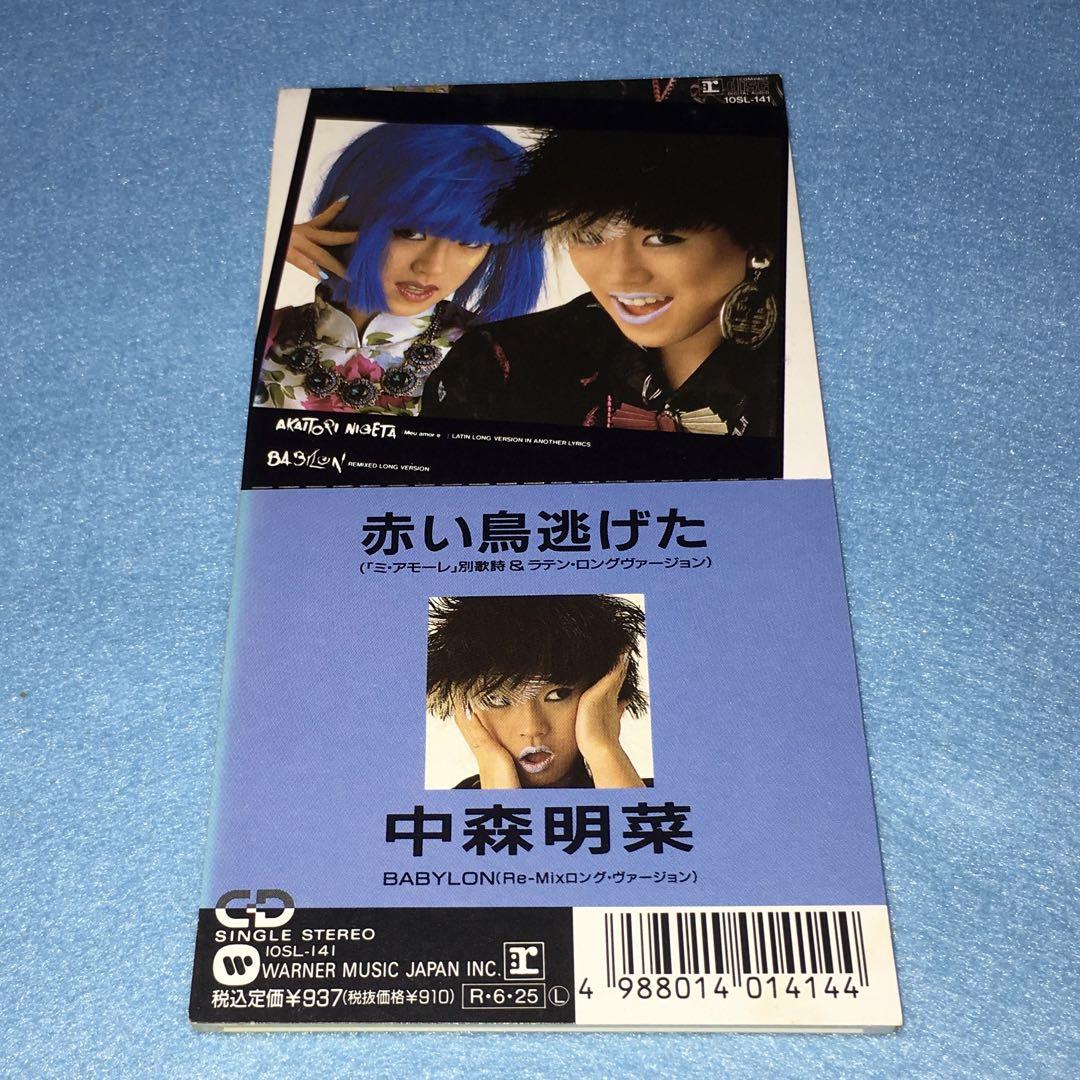 COMPACT
DIGITAL AUDIO
10SL-141
AKAITORI NIGETA (Meu amor e) LATIN LONG VERSION IN ANOTHER LYRICS
BABYLON REMIXED LONG VERSION
赤い鳥逃げた
(「ミ・アモーレ」別歌詩&ラテン・ロングヴァージョン)
中森明菜
BABYLON(Re-Mixロング・ヴァージョン)
CD
SINGLE STEREO
10SL-141
WARNER MUSIC JAPAN INC.
税込定価¥937(税抜価格¥910) R・6・25 L
4 988014 014144